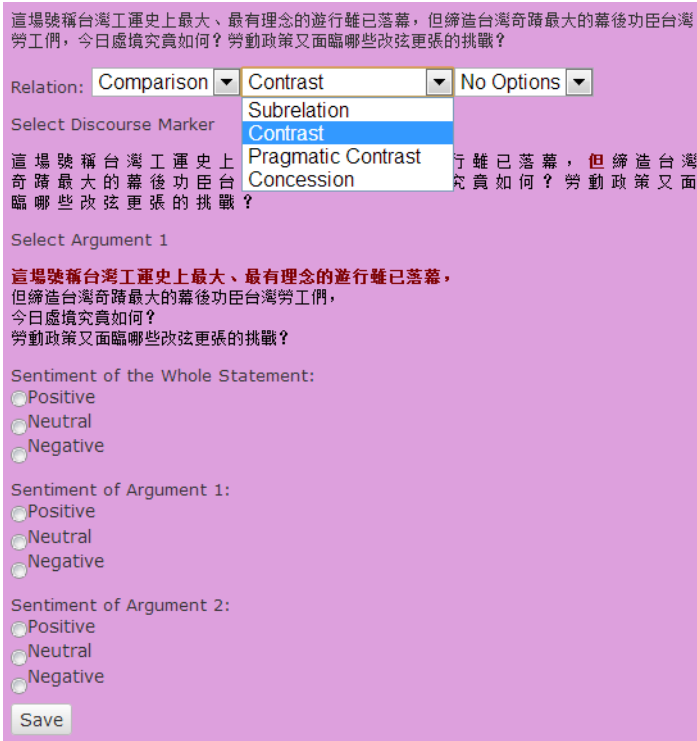 這場號稱台灣工運史上最大、最有理念的遊行雖已落幕，但締造台灣奇蹟最大的幕後功臣台灣
勞工們，今日處境究竟如何？勞動政策又面臨哪些改弦更張的挑戰？
Relation: Comparison Contrast No Options
Subrelation
Contrast
Pragmatic Contrast
Concession
Select Discourse Marker
這場號稱台灣工運史上 行雖已落幕，但締造台灣
奇蹟最大的幕後功臣台 究竟如何？勞動政策又面
臨哪些改弦更張的挑戰？
Select Argument 1
這場號稱台灣工運史上最大、最有理念的遊行雖已落幕，
但締造台灣奇蹟最大的幕後功臣台灣勞工們，
今日處境究竟如何？
勞動政策又面臨哪些改弦更張的挑戰？
Sentiment of the Whole Statement:
Positive
Neutral
Negative
Sentiment of Argument 1:
Positive
Neutral
Negative
Sentiment of Argument 2:
Positive
Neutral
Negative
Save